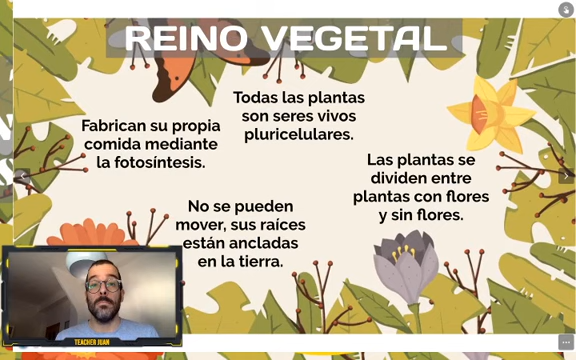 REINO VEGETAL
Todas las plantas
son seres vivos
pluricelulares.
Fabrican su propia
comida mediante
la fotosíntesis.
Las plantas se
dividen entre
plantas con flores
y sin flores.
No se pueden
mover, sus raíces
están ancladas
en la tierra.
TEACHER JUAN